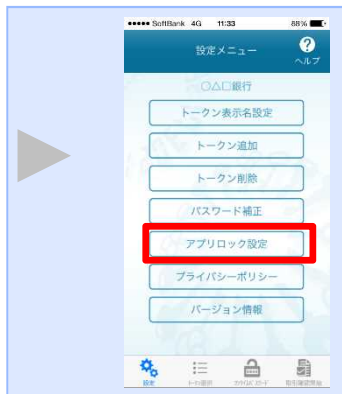 ●●●●● SoftBank 4G 11:33 88%
設定メニュー
?
ヘルプ
○△□銀行
トークン表示名設定
トークン追加
トークン削除
パスワード補正
アプリロック設定
プライバシーポリシー
バージョン情報
設定